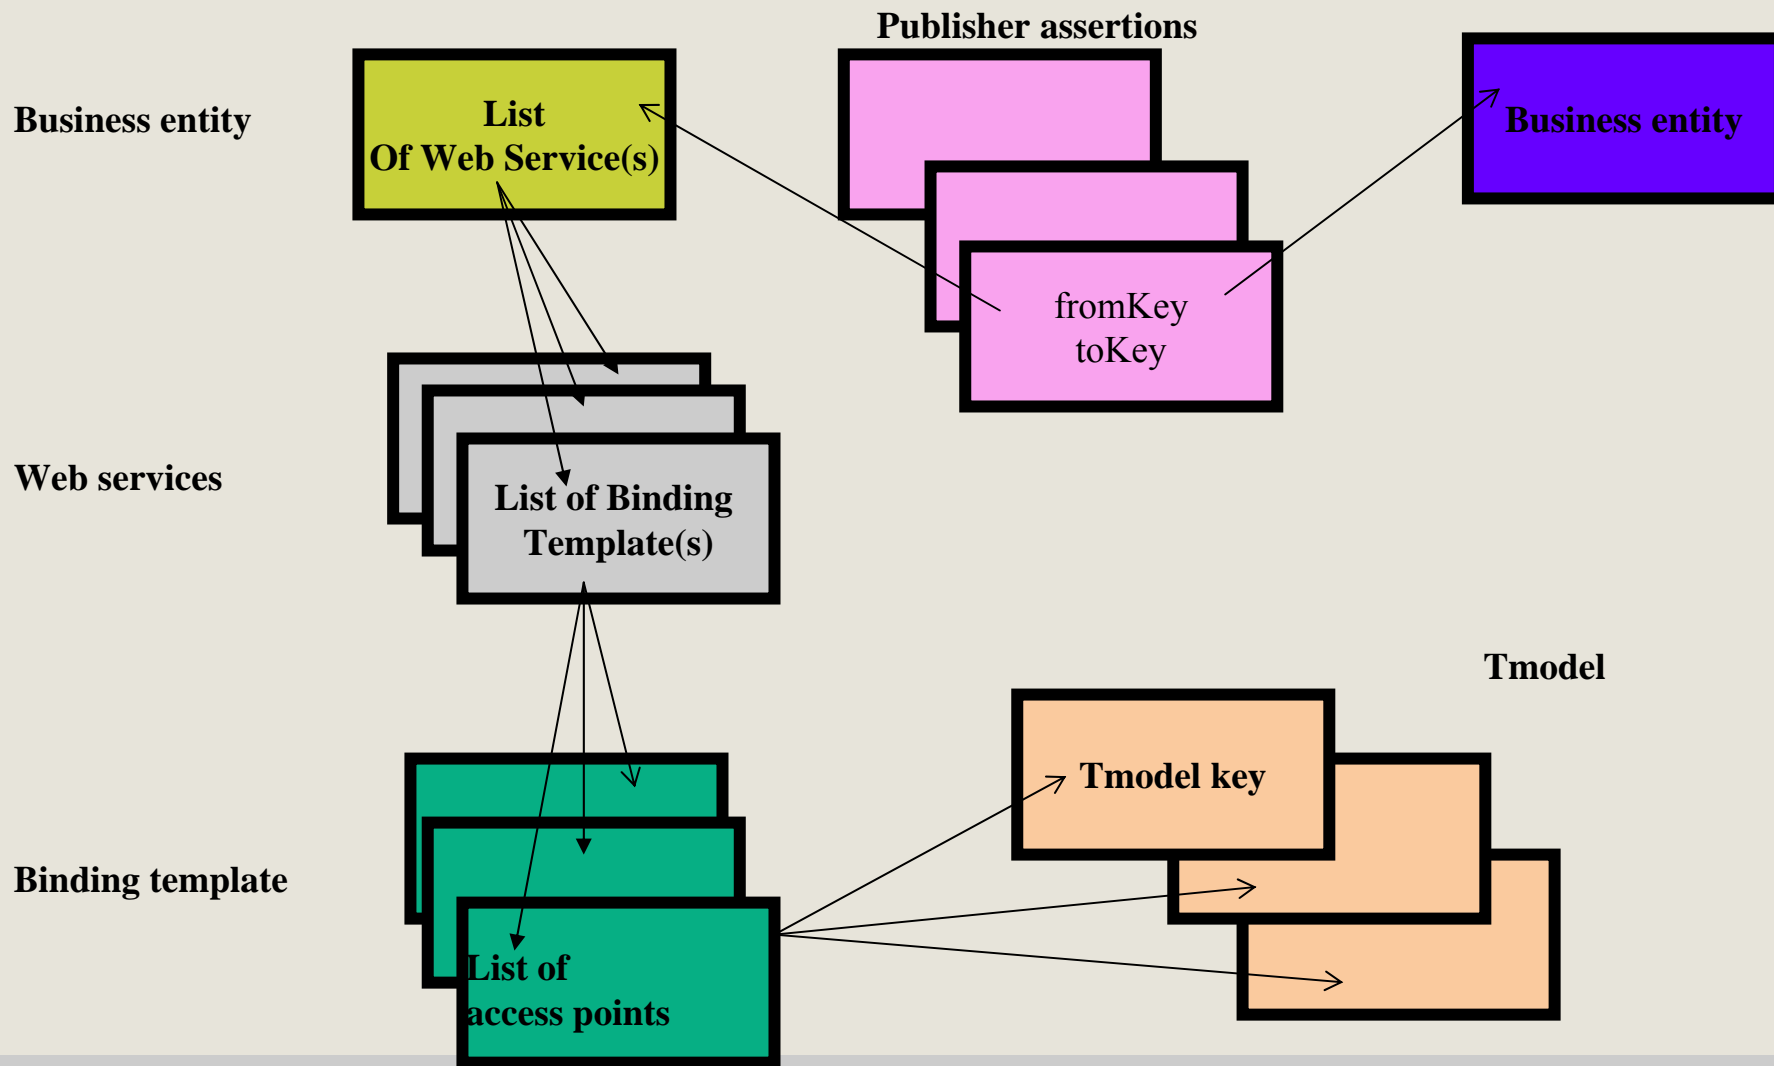 Publisher assertions
Business entity
List
Of Web Service(s)
Business entity
fromKey
toKey
Web services
List of Binding
Template(s)
Tmodel
Tmodel key
Binding template
List of
access points